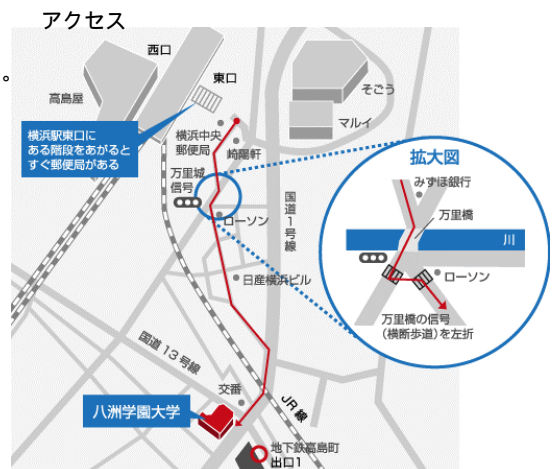 アクセス
。
西口
東口
高島屋
そごう
マルイ
横浜駅東口に
ある階段をあがると
すぐ郵便局がある
横浜中央
郵便局
崎陽軒
万里城
信号
ローソン
国道1号線
日産横浜ビル
国道13号線
交番
JR線
八洲学園大学
地下鉄高島町
出口1
拡大図
みずほ銀行
万里橋
川
ローソン
万里橋の信号
(横断歩道)を左折